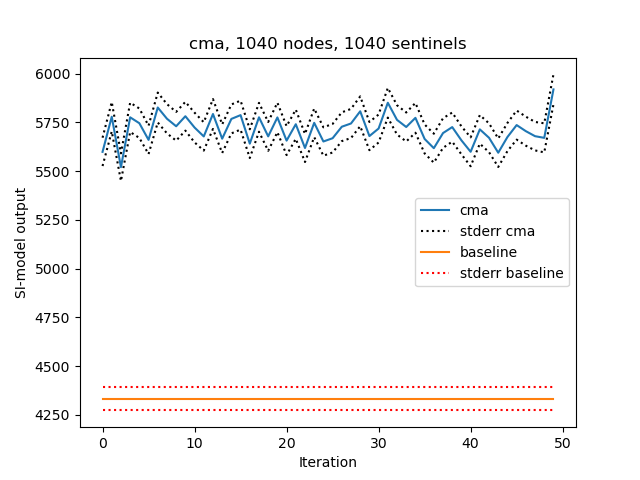 cma, 1040 nodes, 1040 sentinels
6000
5750
5500
5250
5000
4750
4500
4250
SI-model output
cma
stderr cma
baseline
stderr baseline
0 10 20 30 40 50
Iteration